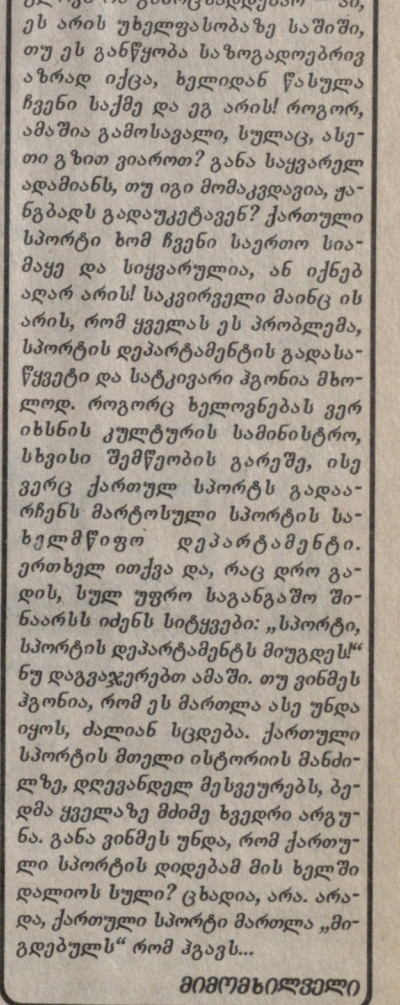 ეს არის უხელფასობაზე საშიში,
თუ ეს განწყობა საზოგადოებრივ
აზრად იქცა, ხელიდან წასულა
ჩვენი საქმე და ეგ არის! როგორ,
ამაშია გამოსავალი, სულაც, ასე-
თი გზით ვიაროთ? განა საყვარელ
ადამიანს, თუ იგი მომაკვდავია, ჟა-
ნგბადს გადაუკეტავენ? ქართული
სპორტი ხომ ჩვენი საერთო სია-
მაყე და სიყვარულია, ან იქნებ
აღარ არის! საკვირველი მაინც ის
არის, რომ ყველას ეს პრობლემა,
სპორტის დეპარტამენტის გადასა-
წყვეტი და სატკივარი ჰგონია მხო-
ლოდ. როგორც ხელოვნებას ვერ
იხსნის კულტურის სამინისტრო,
სხვისი შემწეობის გარეშე, ისე
ვერც ქართულ სპორტს გადაა-
რჩენს მარტოსული სპორტის სა-
ხელმწიფო დეპარტამენტი.
ერთხელ ითქვა და, რაც დრო გა-
დის, სულ უფრო საგანგაშო ში-
ნაარსს იძენს სიტყვები: „სპორტი,
სპორტის დეპარტამენტს მიუგდეს!“
ნუ დაგვაჯერებთ ამაში. თუ ვინმეს
ჰგონია, რომ ეს მართლა ასე უნდა
იყოს, ძალიან სცდება. ქართული
სპორტის მთელი ისტორიის მანძი-
ლზე, დღევანდელ მესვეურებს, ბე-
დმა ყველაზე მძიმე ხვედრი არგუ-
ნა. განა ვინმეს უნდა, რომ ქართუ-
ლი სპორტის დიდებამ მის ხელში
დალიოს სული? ცხადია, არა. არა-
და, ქართული სპორტი მართლა „მი-
გდებულს“ რომ ჰგავს...
მიმომხილველი